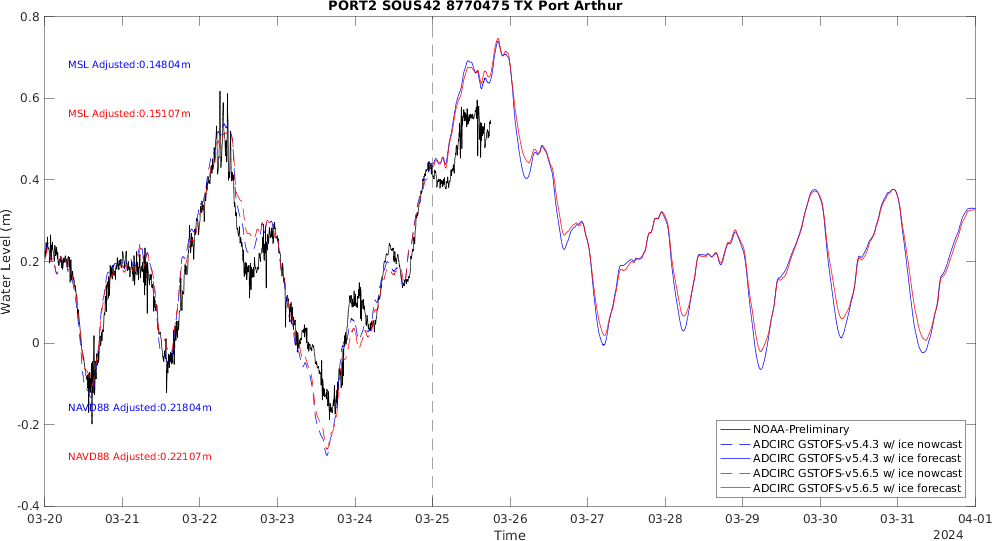 PORT2 SOUS42 8770475 TX Port Arthur
Water Level (m)
0.8
0.6
0.4
0.2
0
-0.2
-0.4
MSL Adjusted:0.14804m
MSL Adjusted:0.15107m
NAVD88 Adjusted:0.21804m
NAVD88 Adjusted:0.22107m
NOAA-Preliminary
ADCIRC GSTOFS-v5.4.3 w/ ice nowcast
ADCIRC GSTOFS-v5.4.3 w/ ice forecast
ADCIRC GSTOFS-v5.6.5 w/ ice nowcast
ADCIRC GSTOFS-v5.6.5 w/ ice forecast
03-20 03-21 03-22 03-23 03-24 03-25 03-26 03-27 03-28 03-29 03-30 03-31 04-01
Time
2024